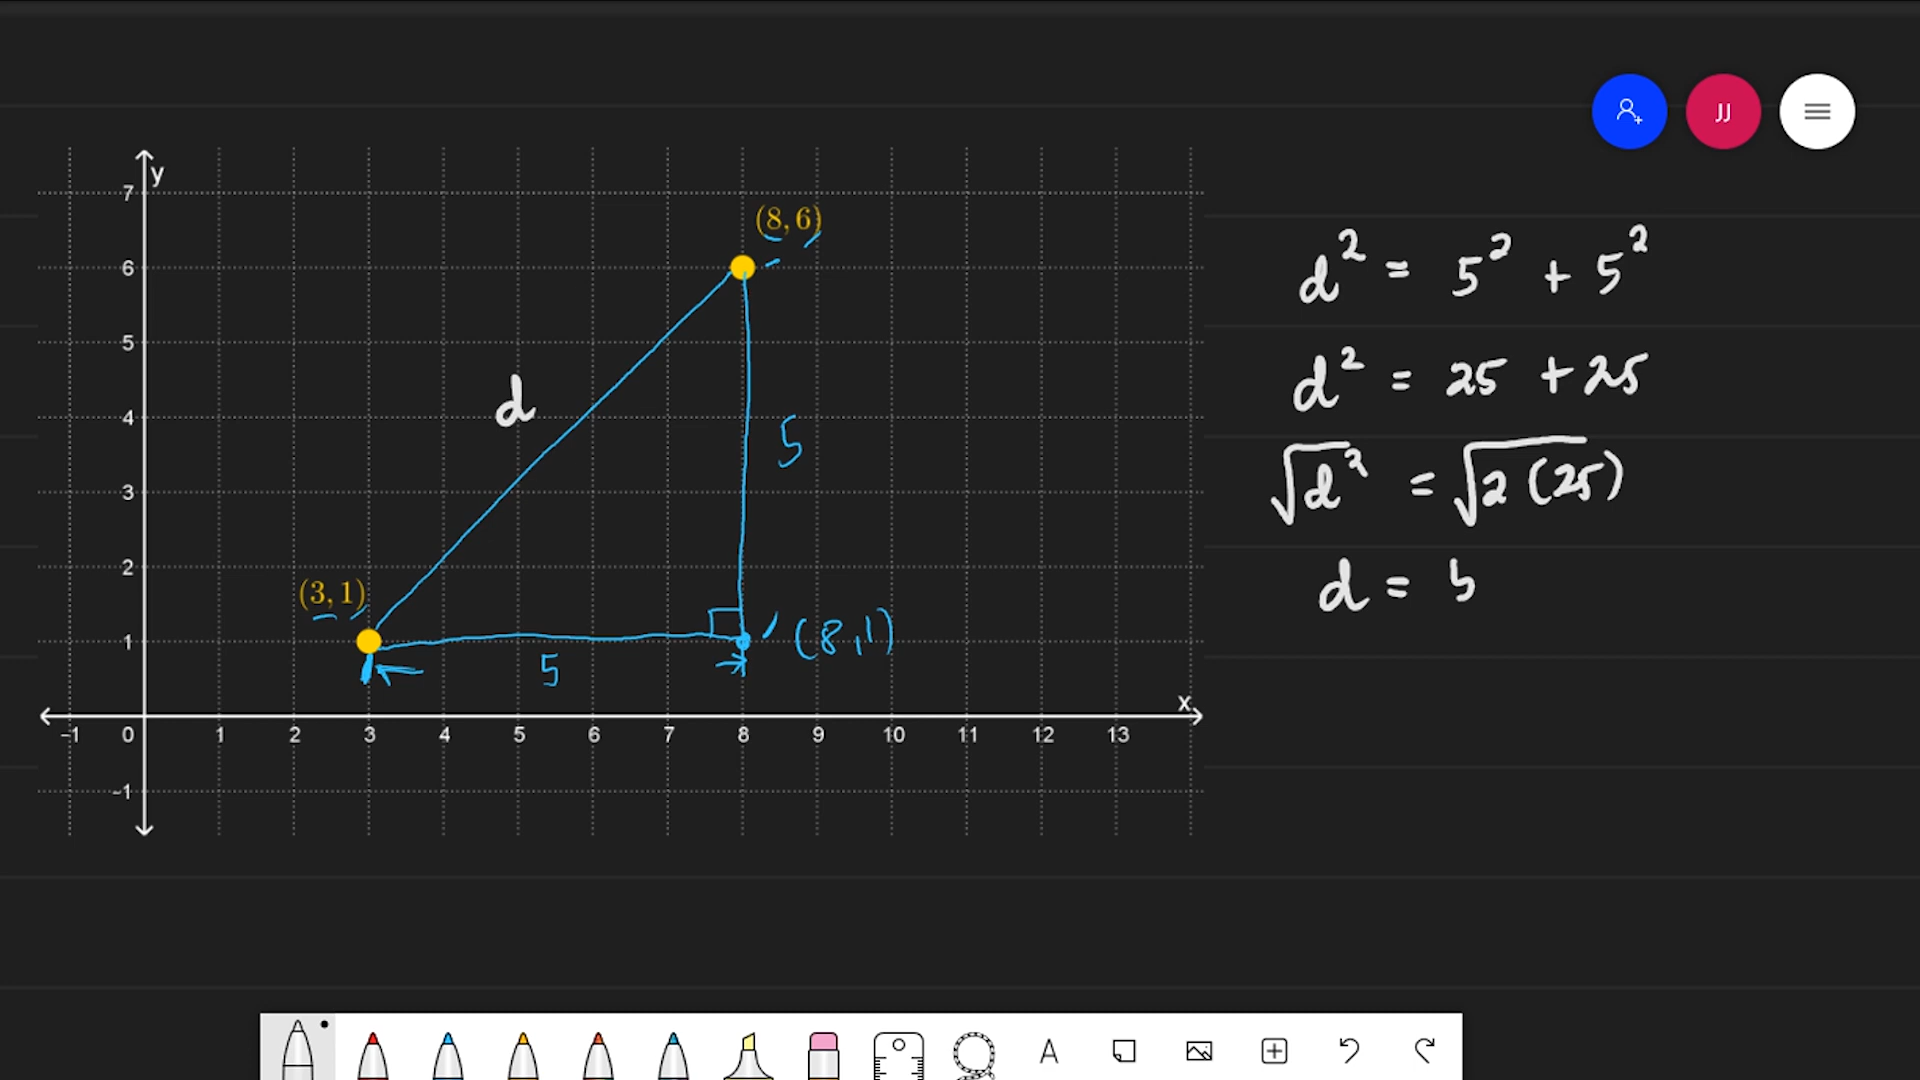 JJ
y
7
(8, 6)
6
5
4
3
2
1
d
5
(3, 1)
(8,1)
5
x
-1 0 1 2 3 4 5 6 7 8 9 10 11 12 13
-1
d² = 5² + 5²
d² = 25 + 25
√d² = √2(25)
d = 5
A